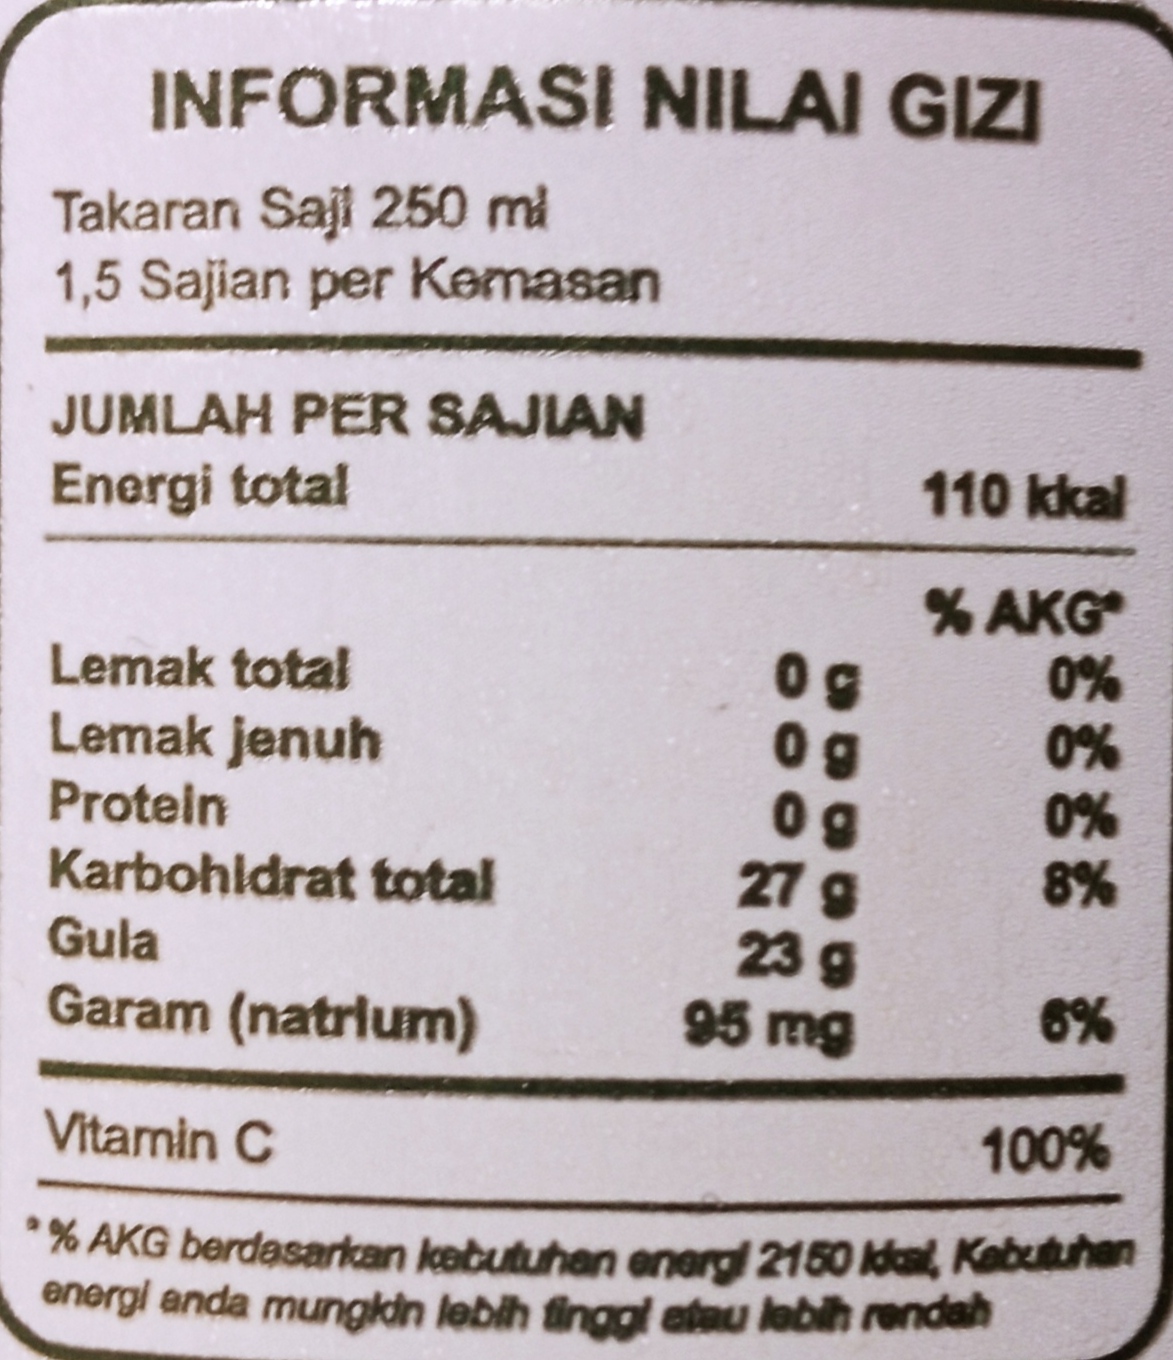 INFORMASI NILAI GIZI
Takaran Saji 250 ml
1,5 Sajian per Kemasan
JUMLAH PER SAJIAN
Energi total 110 kkal
% AKG*
Lemak total 0 g 0%
Lemak jenuh 0 g 0%
Protein 0 g 0%
Karbohidrat total 27 g 8%
Gula 23 g
Garam (natrium) 95 mg 6%
Vitamin C 100%
*% AKG berdasarkan kebutuhan energi 2150 kkal, Kebutuhan
energi anda mungkin lebih tinggi atau lebih rendah